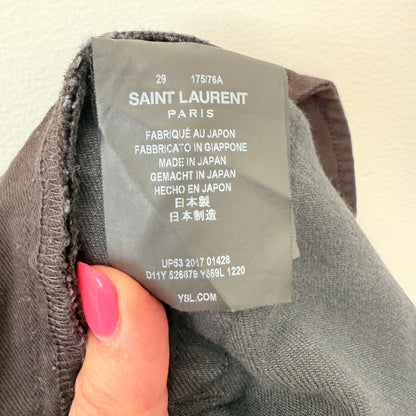 29 175/76A
SAINT LAURENT
PARIS
FABRIQUÉ AU JAPON
FABBRICATO IN GIAPPONE
MADE IN JAPAN
GEMACHT IN JAPAN
HECHO EN JAPON
日本製
日本制造
UP53 2017 01428
D11Y 526879 Y869L 1220
YSL.COM